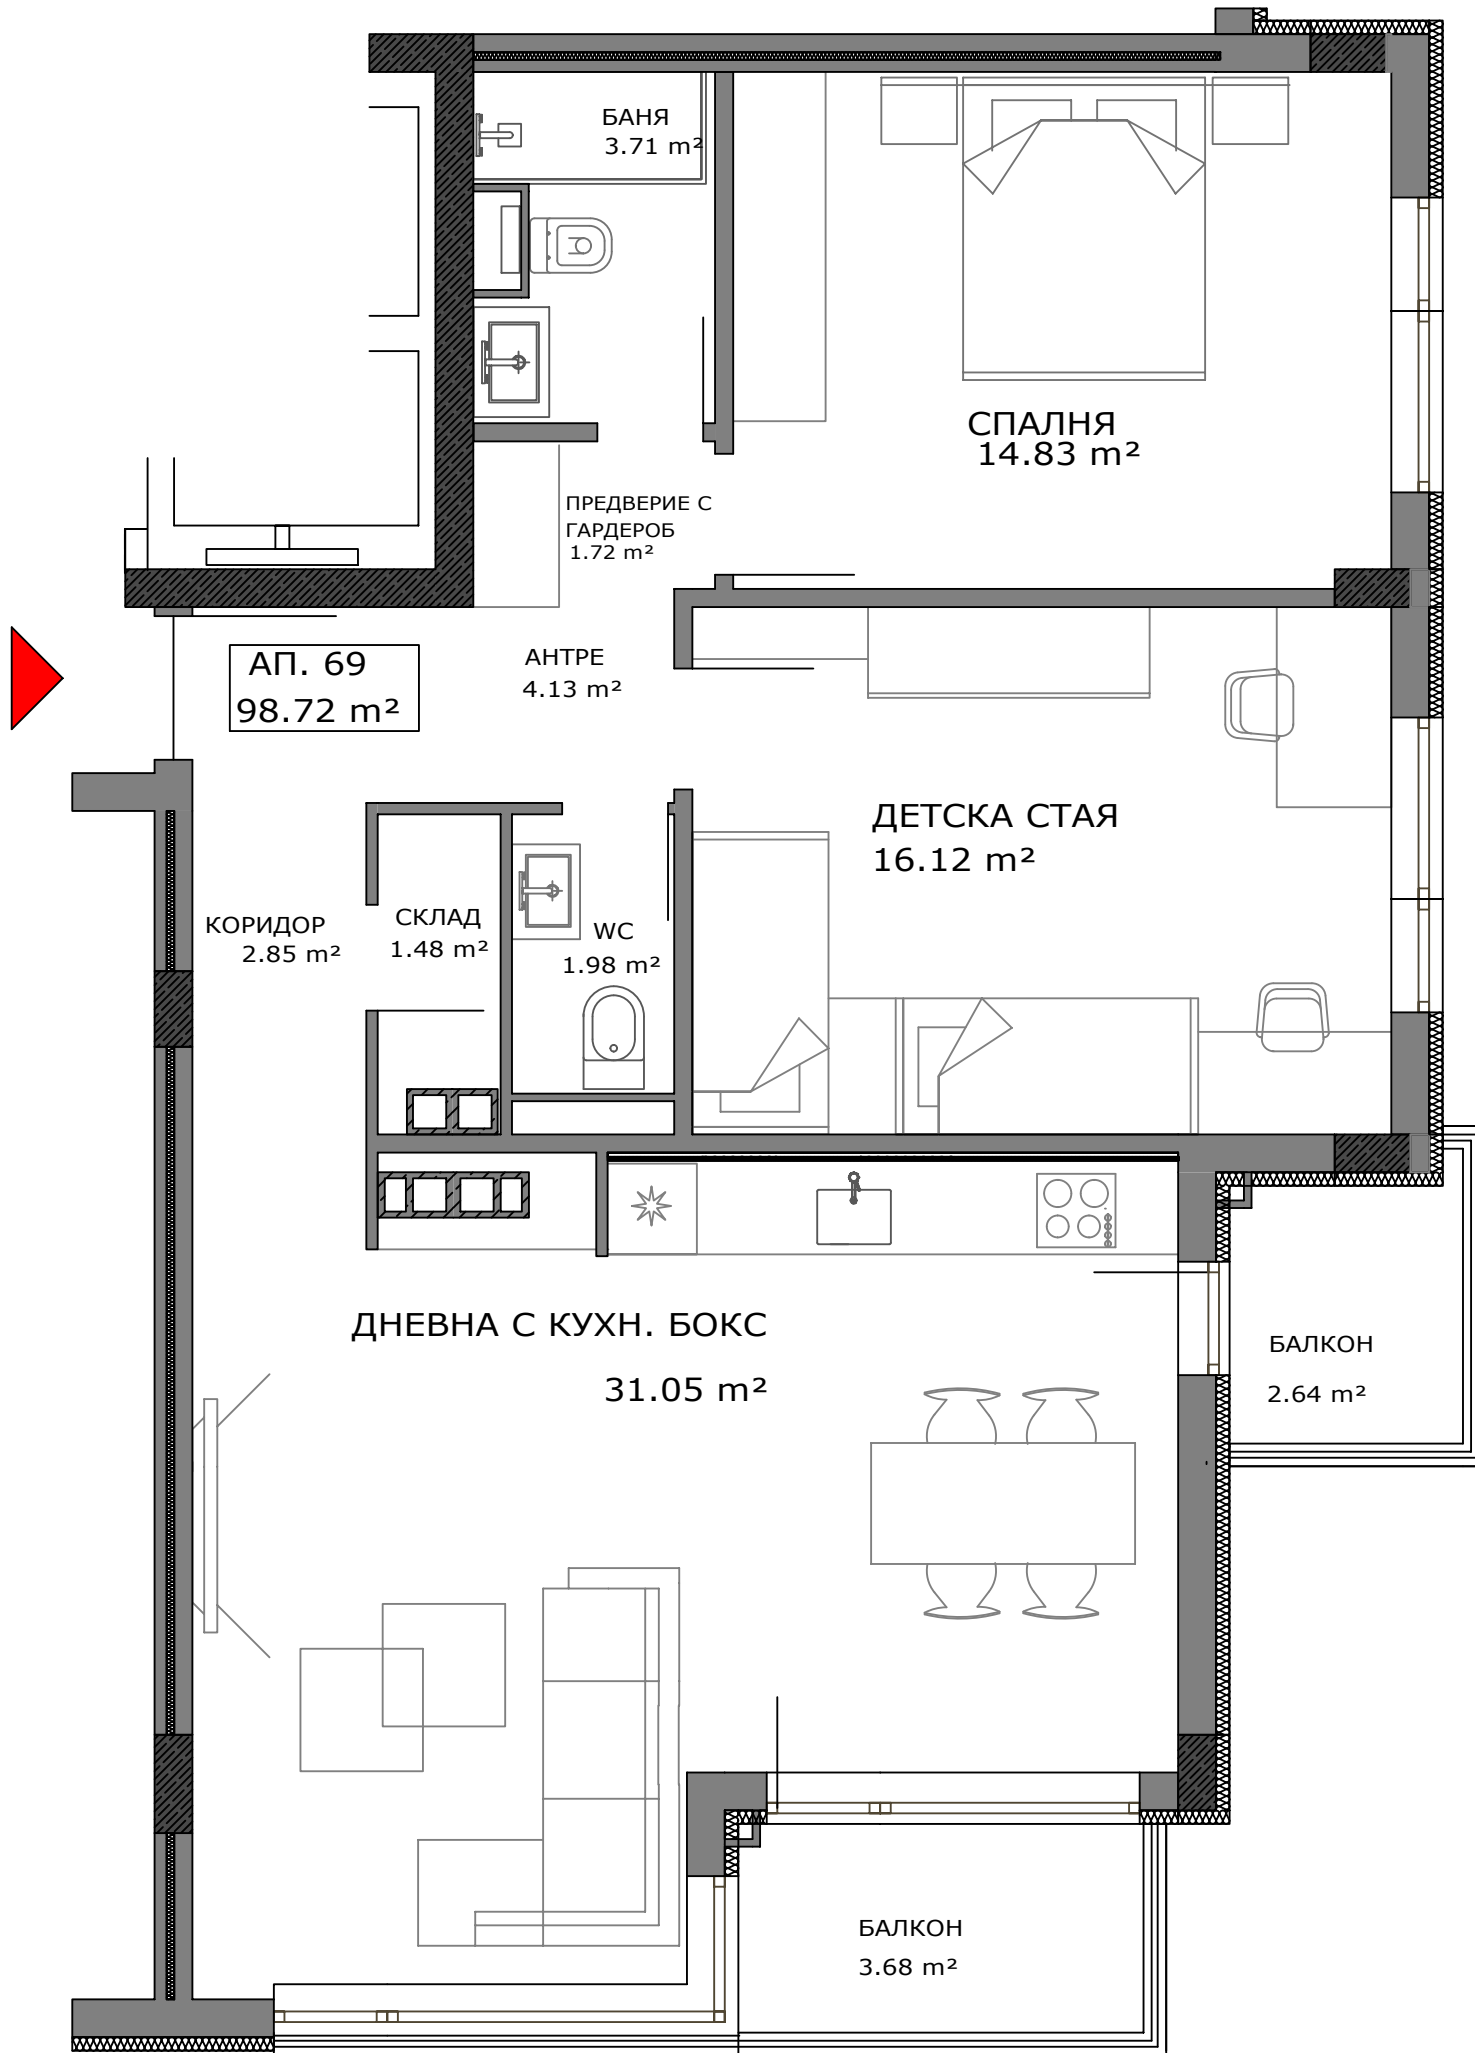 БАНЯ
3.71 m²
СПАЛНЯ
14.83 m²
ПРЕДВЕРИЕ С
ГАРДЕРОБ
1.72 m²
АП. 69
98.72 m²
АНТРЕ
4.13 m²
ДЕТСКА СТАЯ
16.12 m²
КОРИДОР
2.85 m²
СКЛАД
1.48 m²
WC
1.98 m²
ДНЕВНА С КУХН. БОКС
31.05 m²
БАЛКОН
2.64 m²
БАЛКОН
3.68 m²